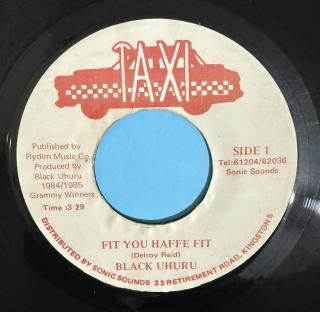 TAXI
Published by
Rydim Music Co.
Produced by
Black Uhuru
1984/1985
Grammy Winners
Time :3 29
SIDE 1
Tel:61204/62036
Sonic Sounds
FIT YOU HAFFE FIT
(Delroy Reid)
BLACK UHURU
DISTRIBUTED BY SONIC SOUNDS 25 RETIREMENT ROAD, KINGSTON 5